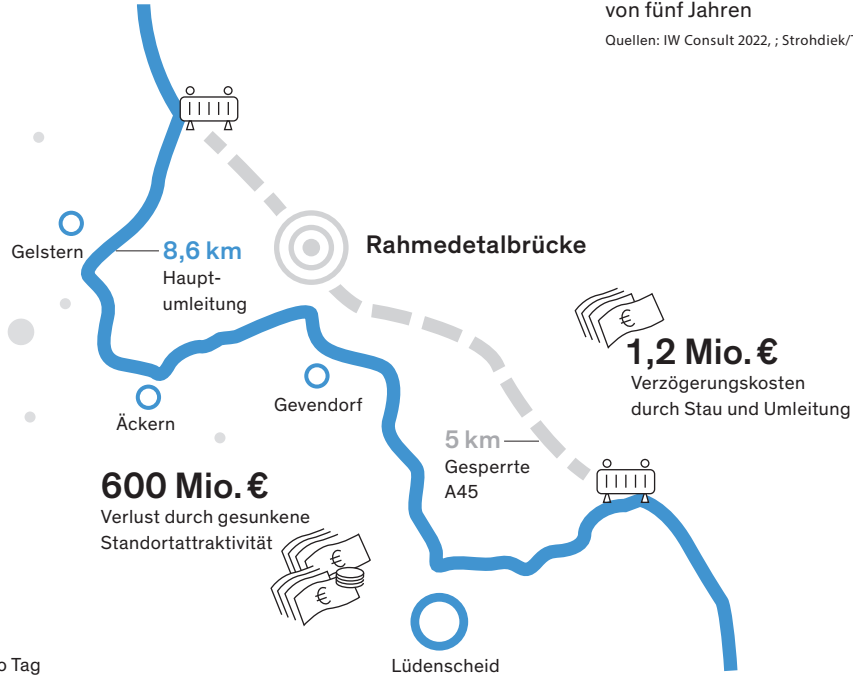 von fünf Jahren
Quellen: IW Consult 2022, ; Strohdiek/
Rahmedetalbrücke
Gelstern
8,6 km
Haupt-
umleitung
1,2 Mio. €
Verzögerungskosten
durch Stau und Umleitung
Gevendorf
Äckern
5 km
Gesperrte
A45
600 Mio. €
Verlust durch gesunkene
Standortattraktivität
€
€
€
Lüdenscheid
Tag